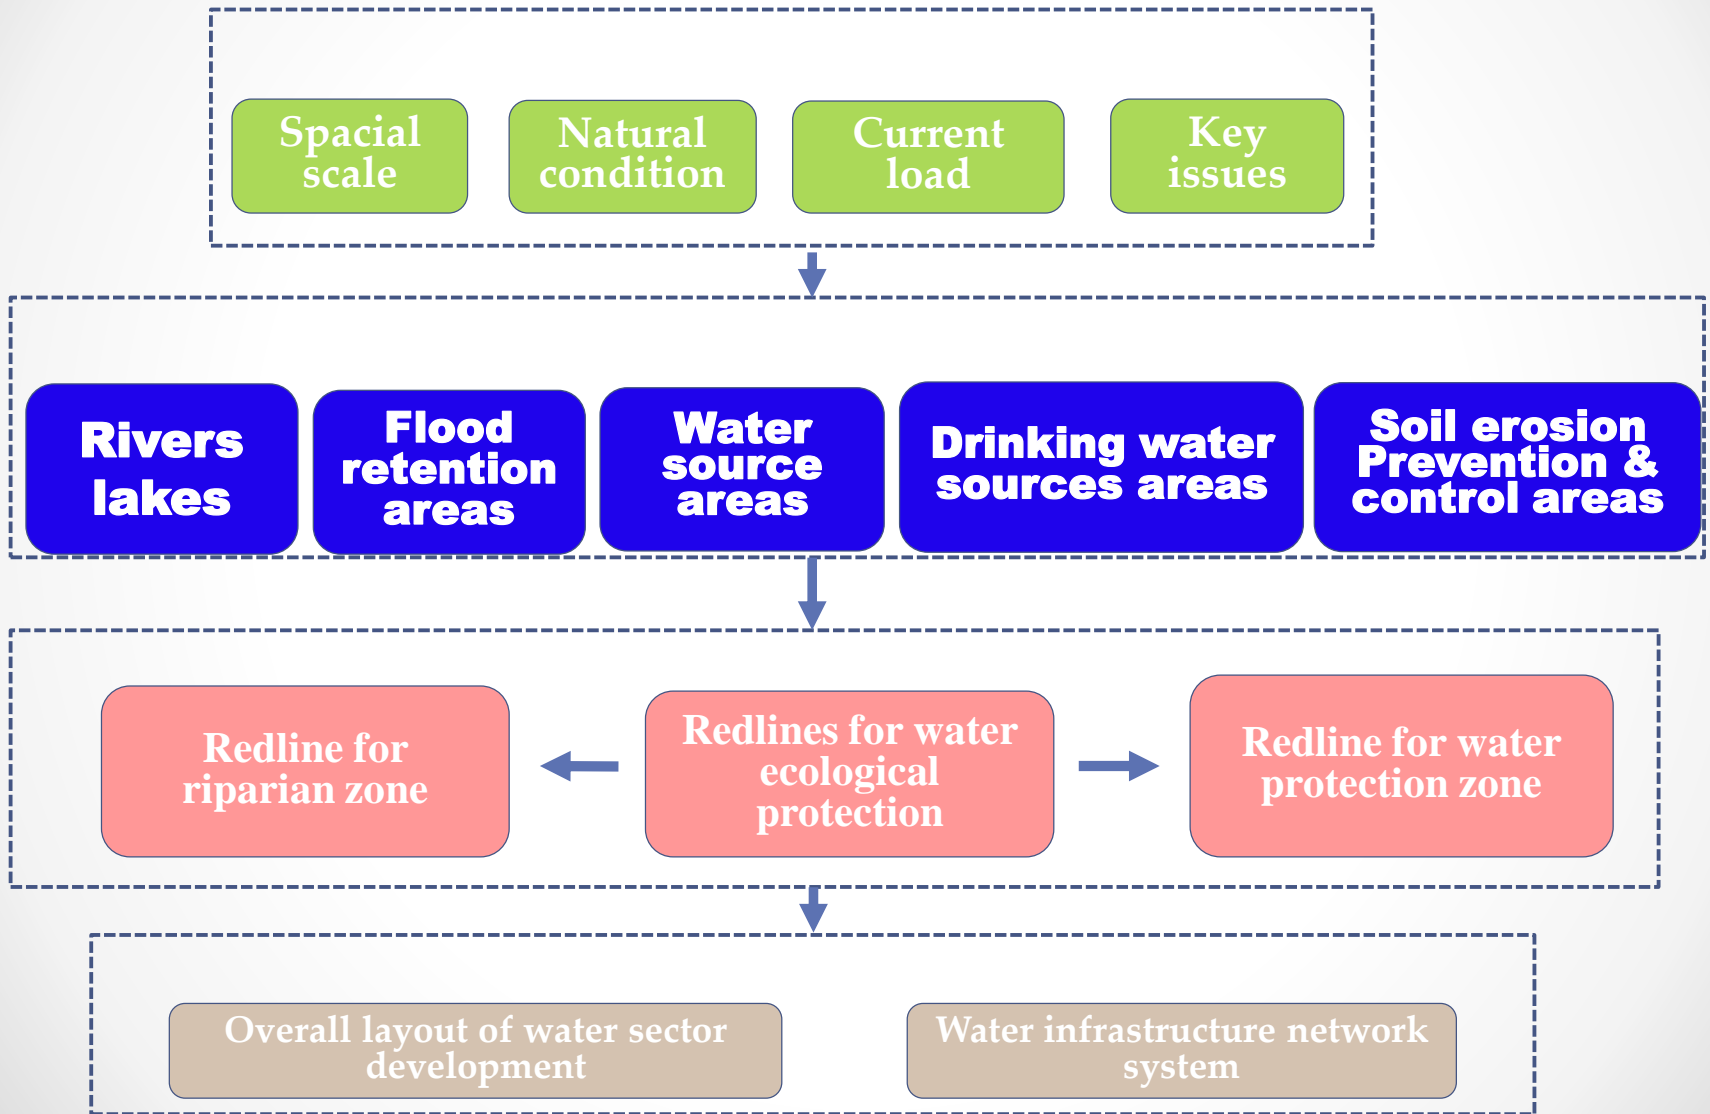 Spacial
scale
Natural
condition
Current
load
Key
issues
Rivers
lakes
Flood
retention
areas
Water
source
areas
Drinking water
sources areas
Soil erosion
Prevention &
control areas
Redline for
riparian zone
Redlines for water
ecological
protection
Redline for water
protection zone
Overall layout of water sector
development
Water infrastructure network
system